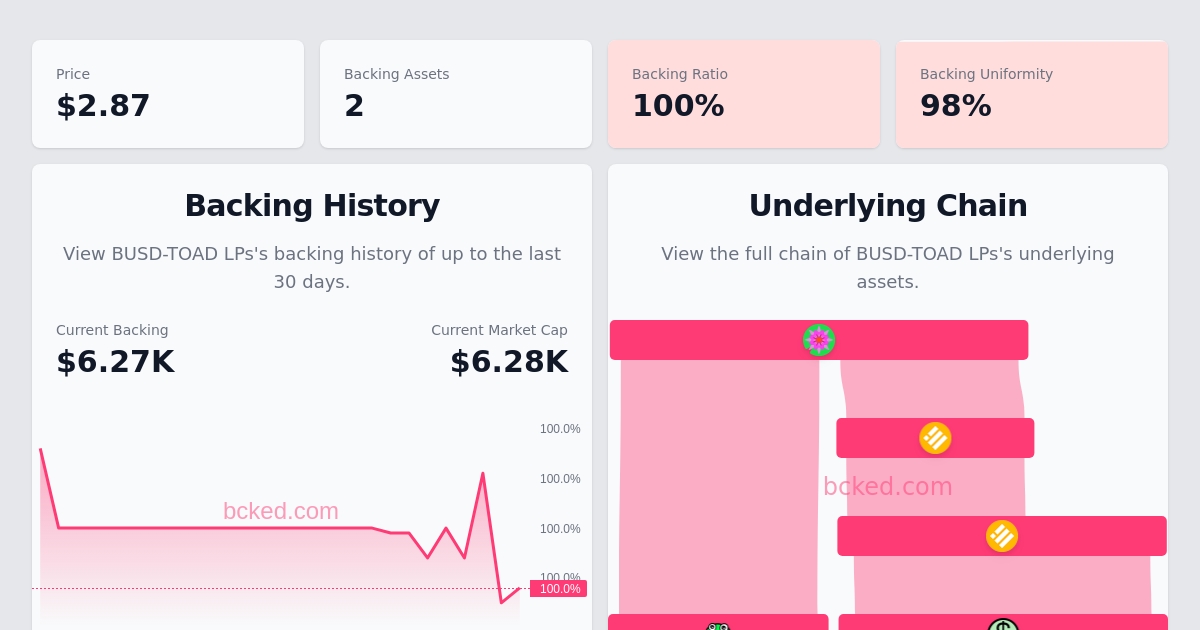 Price
$2.87
Backing Assets
2
Backing Ratio
100%
Backing Uniformity
98%
Backing History
View BUSD-TOAD LPs's backing history of up to the last
30 days.
Current Backing
$6.27K
Current Market Cap
$6.28K
100.0%
100.0%
100.0%
100.0%
100.0%
bcked.com
Underlying Chain
View the full chain of BUSD-TOAD LPs's underlying
assets.
bcked.com